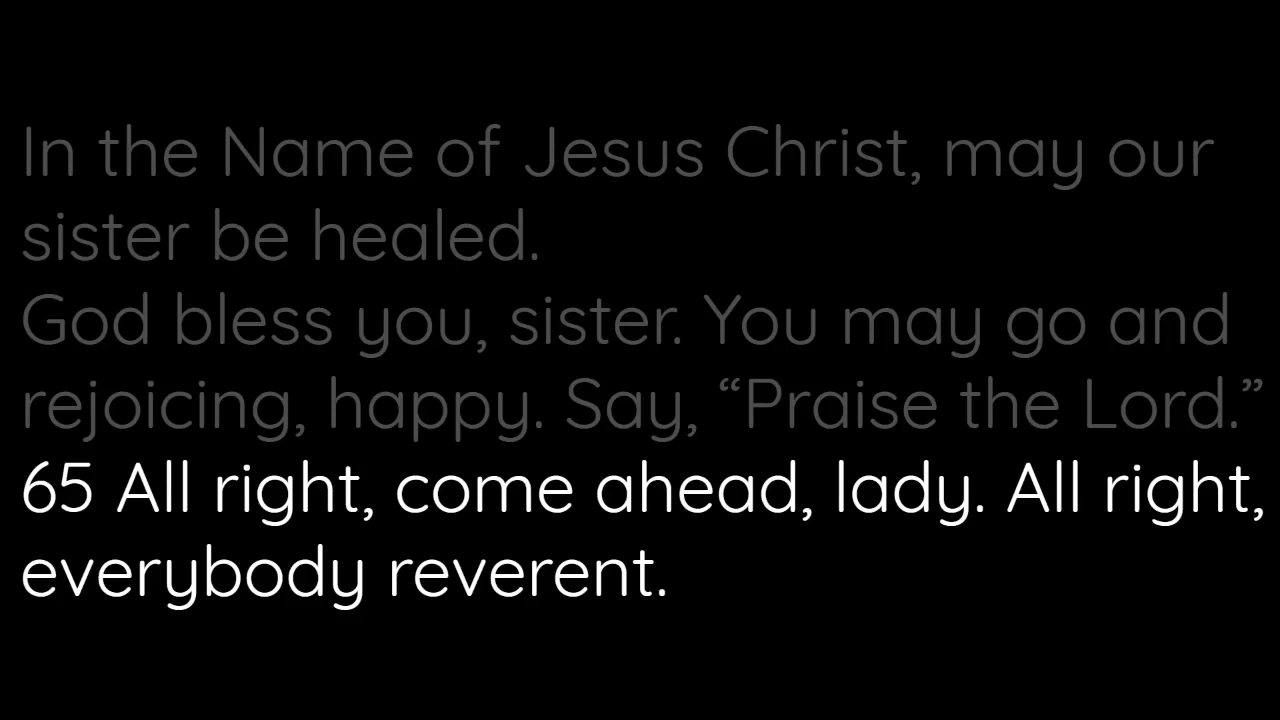 In the Name of Jesus Christ, may our
sister be healed.
God bless you, sister. You may go and
rejoicing, happy. Say, “Praise the Lord.”
65 All right, come ahead, lady. All right,
everybody reverent.